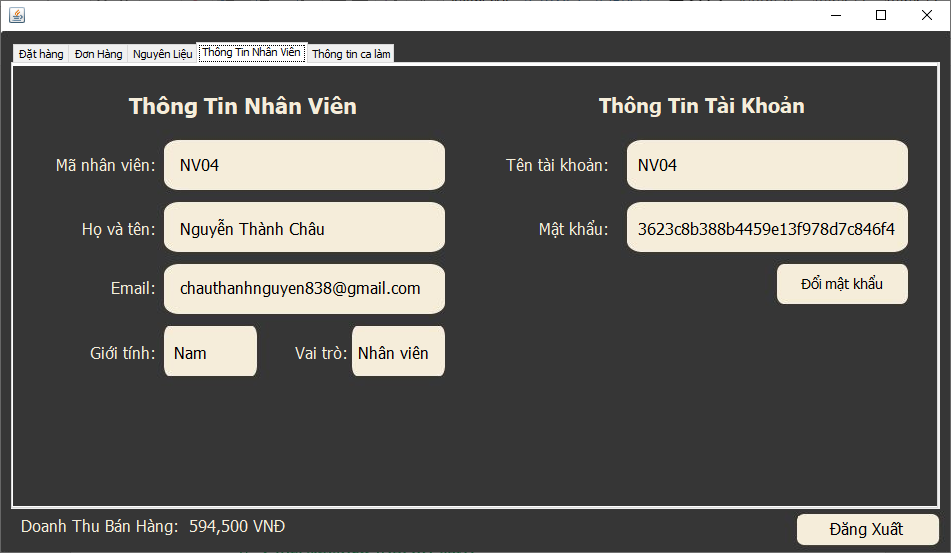 Đặt hàng Đơn Hàng Nguyên Liệu Thông Tin Nhân Viên Thông tin ca làm
Thông Tin Nhân Viên
Thông Tin Tài Khoản
Mã nhân viên: NV04
Tên tài khoản: NV04
Họ và tên: Nguyễn Thành Châu
Mật khẩu: 3623c8b388b4459e13f978d7c846f4
Email: chauthanhnguyen838@gmail.com
Đổi mật khẩu
Giới tính: Nam Vai trò: Nhân viên
Doanh Thu Bán Hàng: 594,500 VNĐ
Đăng Xuất